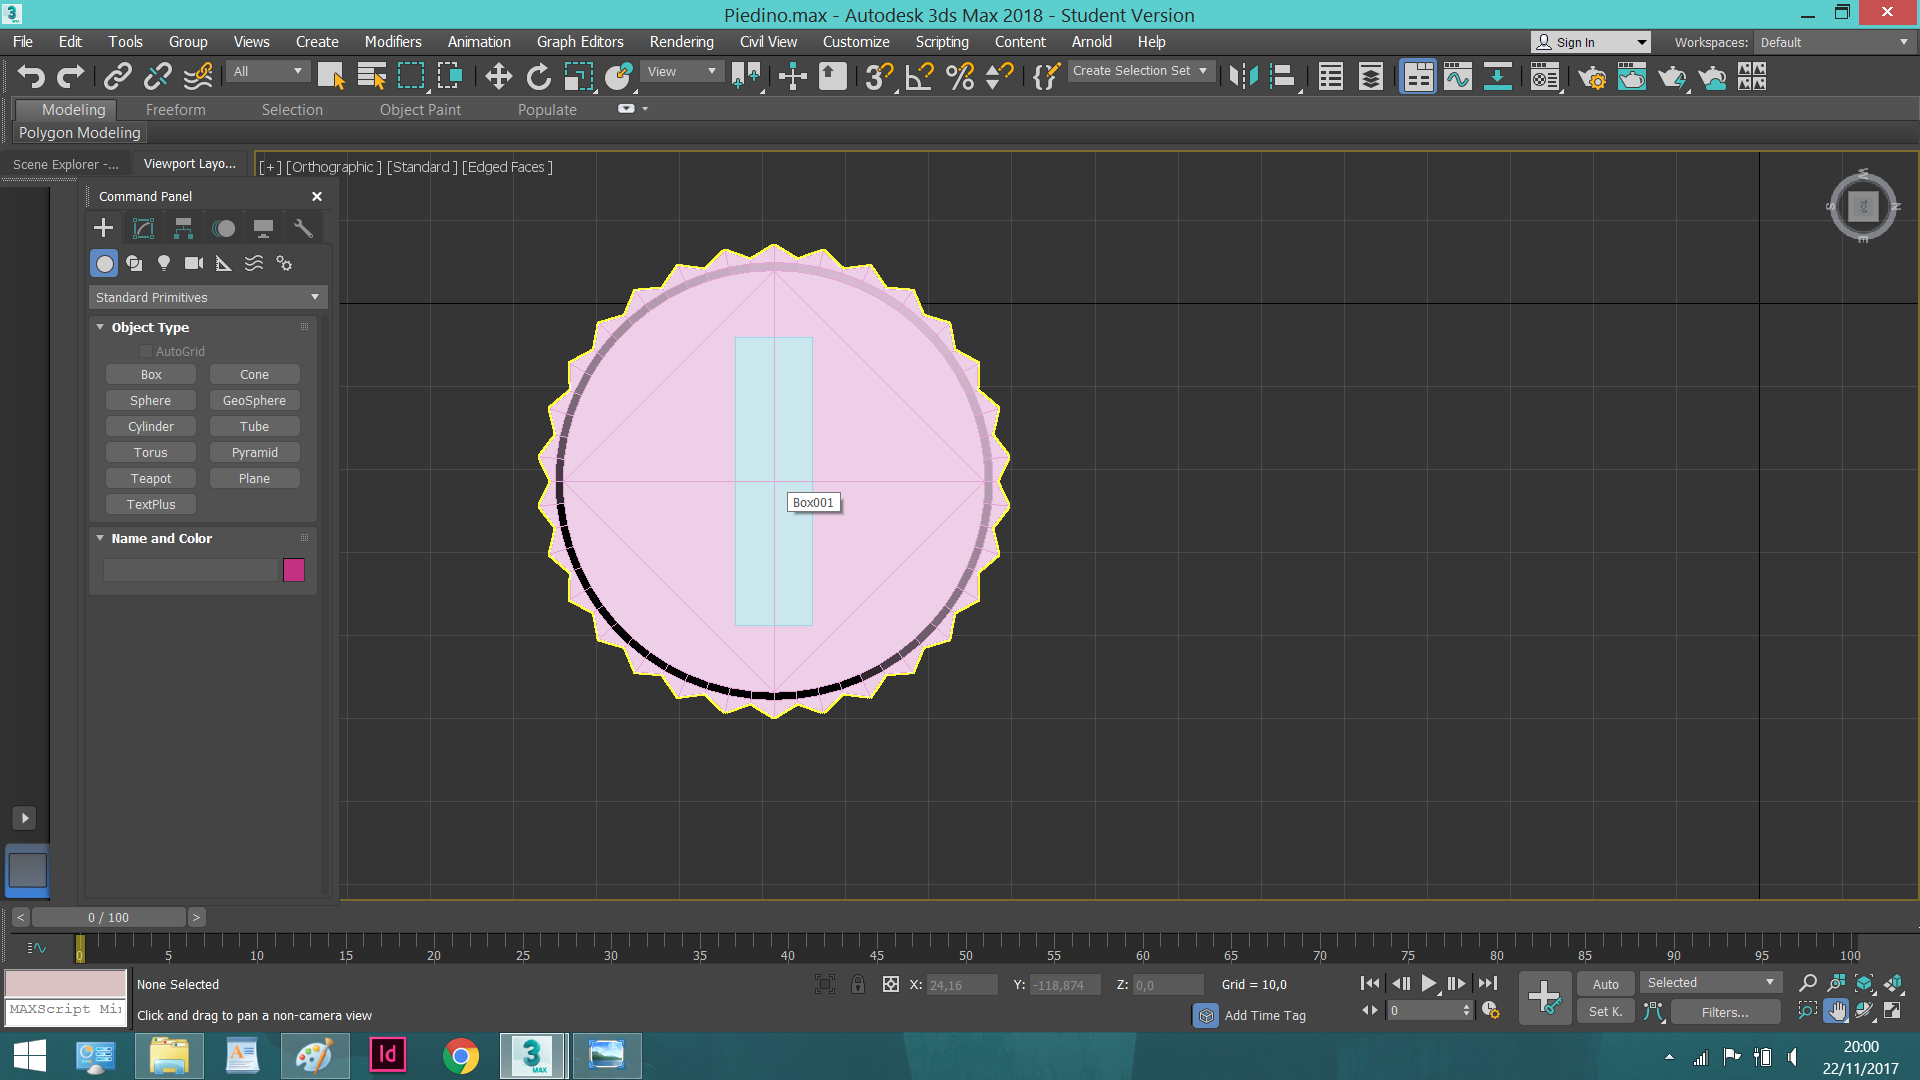 Piedino.max - Autodesk 3ds Max 2018 - Student Version
File Edit Tools Group Views Create Modifiers Animation Graph Editors Rendering Civil View Customize Scripting Content Arnold Help
Sign In
Workspaces: Default
All
View
Create Selection Set
Modeling Freeform Selection Object Paint Populate
Polygon Modeling
Scene Explorer -... Viewport Layo...
[+] [Orthographic ] [Standard ] [Edged Faces ]
Command Panel
Standard Primitives
Object Type
AutoGrid
Box Cone
Sphere GeoSphere
Cylinder Tube
Torus Pyramid
Teapot Plane
TextPlus
Name and Color
Box001
W
S TOP N
E
< 0 / 100 >
0 5 10 15 20 25 30 35 40 45 50 55 60 65 70 75 80 85 90 95 100
None Selected
X: 24,16 Y: -118,874 Z: 0,0 Grid = 10,0
Auto Selected
MAXScript Mi
Click and drag to pan a non-camera view
Add Time Tag
0
Set K. Filters...
Id
3
MAX
20:00
22/11/2017